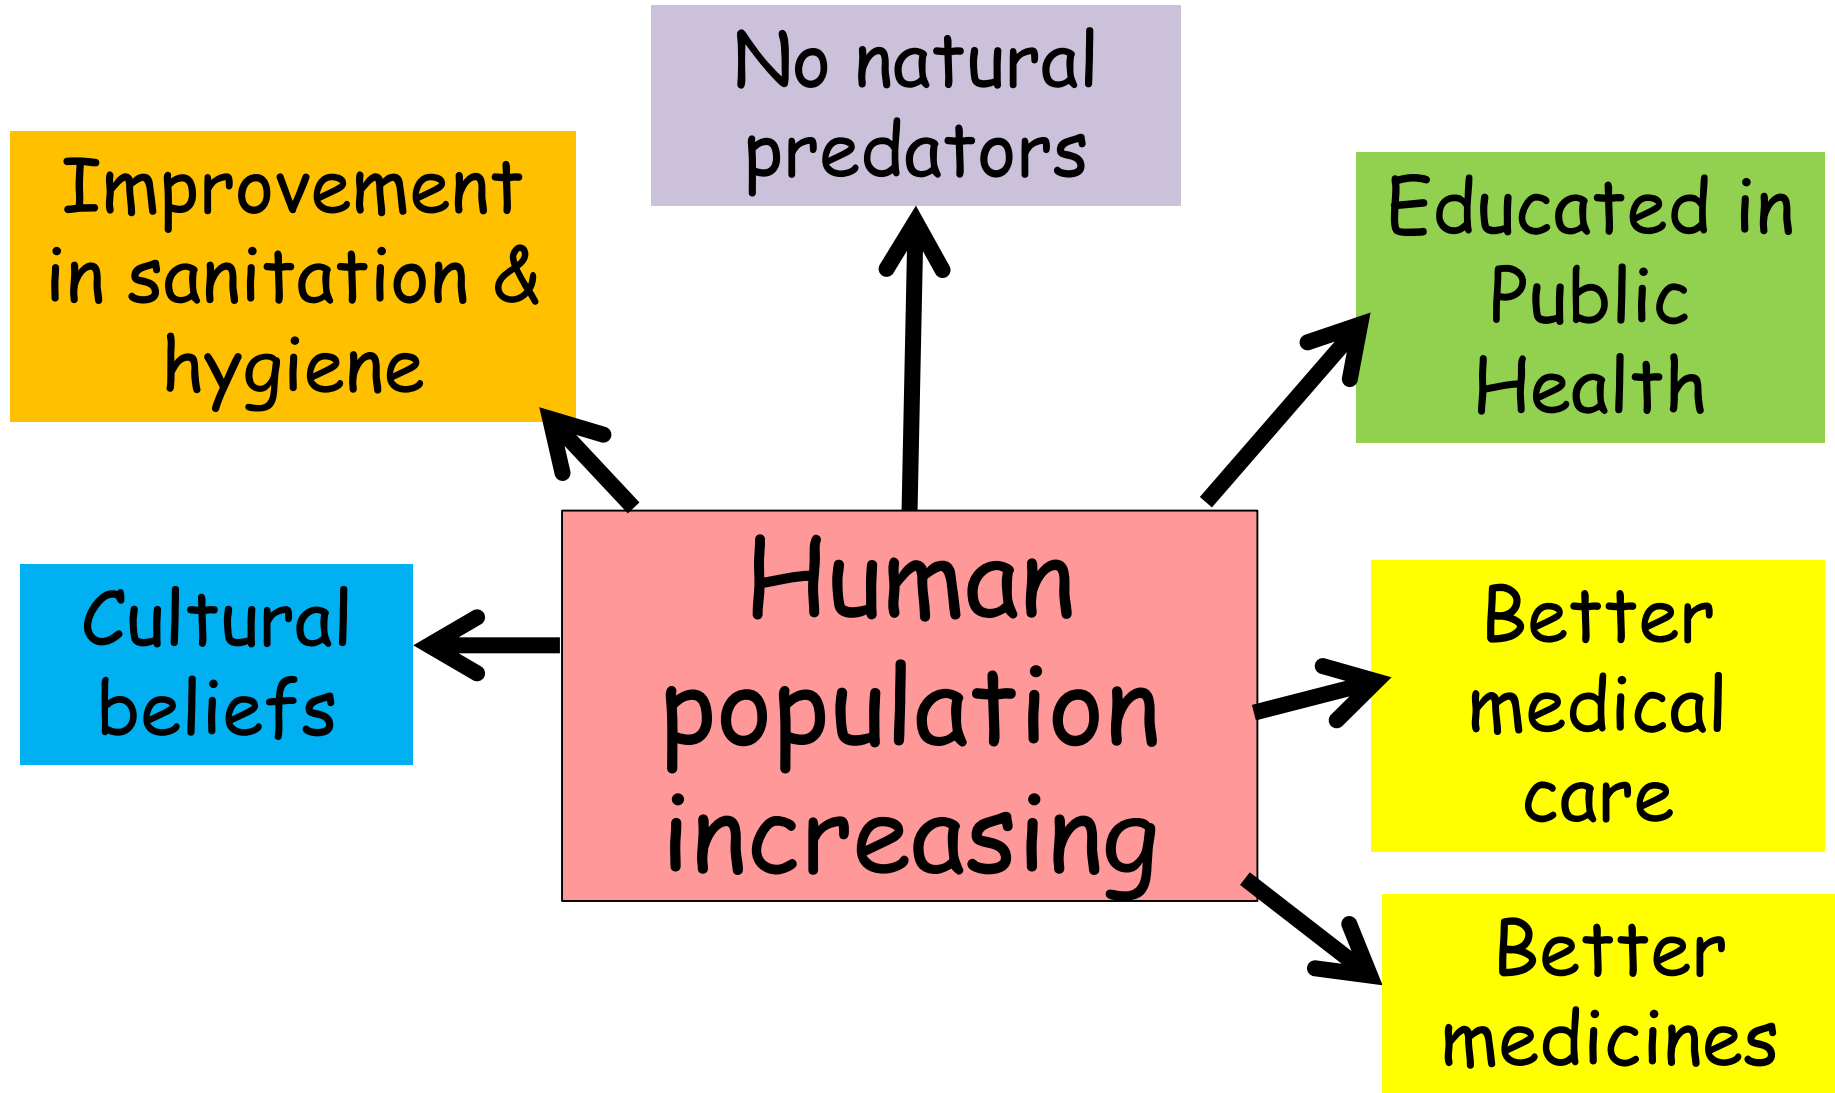 No natural
predators
Improvement
in sanitation &
hygiene
Educated in
Public
Health
Cultural
beliefs
Human
population
increasing
Better
medical
care
Better
medicines